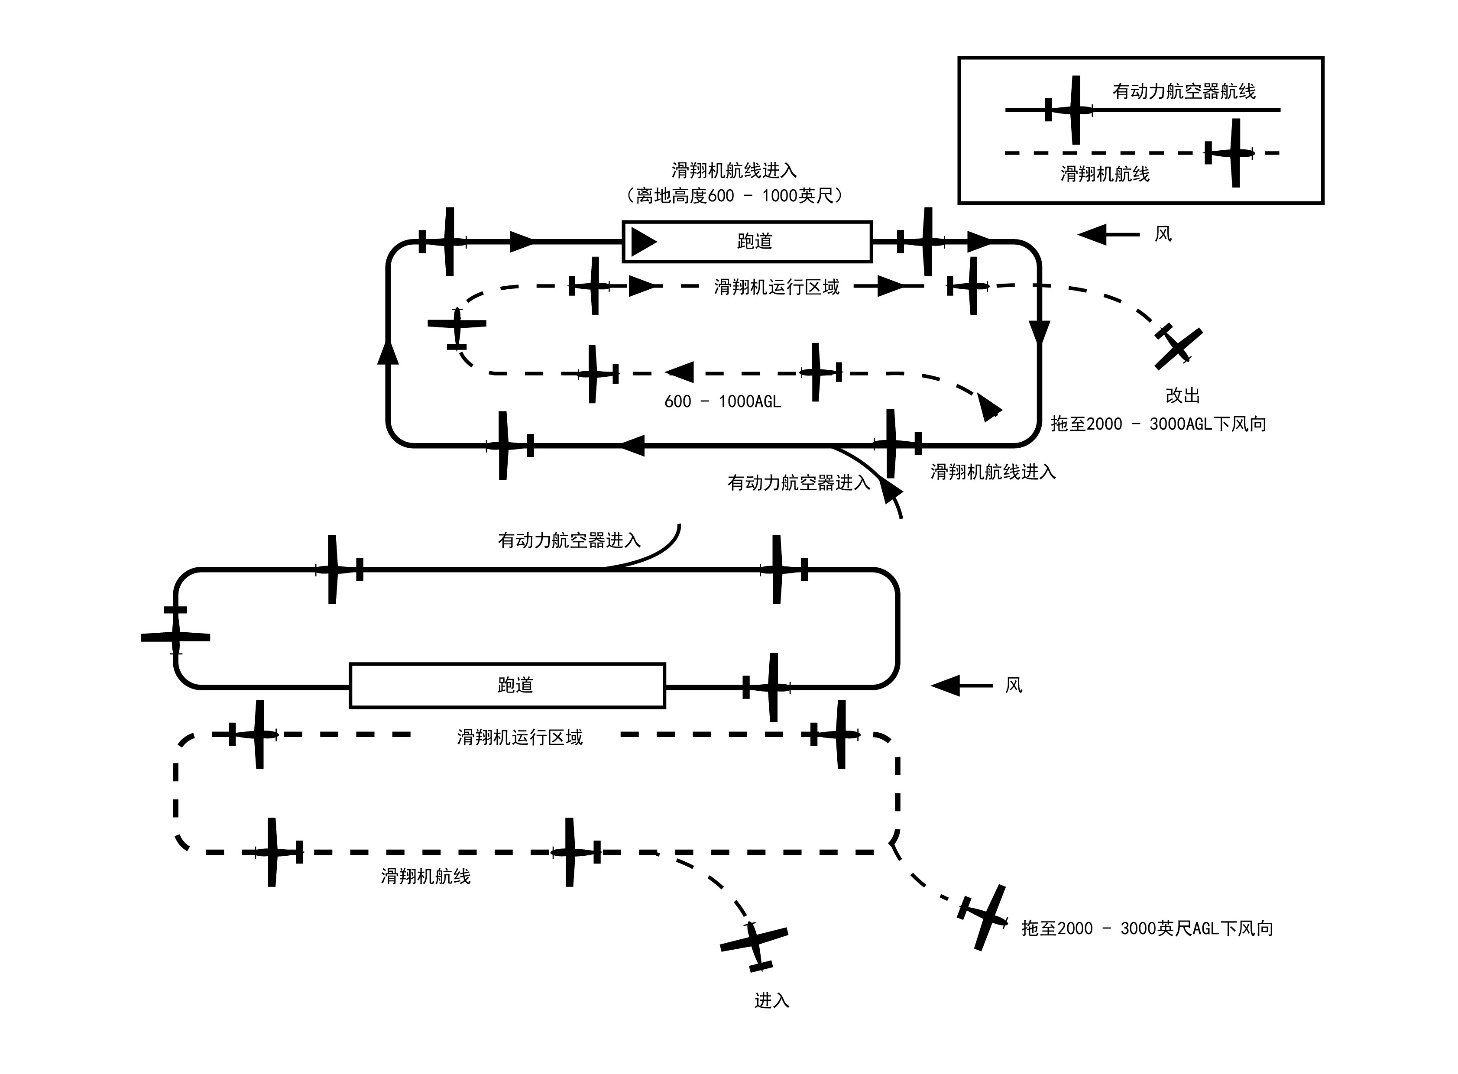 有动力航空器航线
滑翔机航线
滑翔机航线进入
（离地高度600 - 1000英尺）
跑道
风
滑翔机运行区域
改出
600 - 1000AGL
拖至2000 - 3000AGL下风向
滑翔机航线进入
有动力航空器进入
有动力航空器进入
跑道
风
滑翔机运行区域
滑翔机航线
拖至2000 - 3000英尺AGL下风向
进入